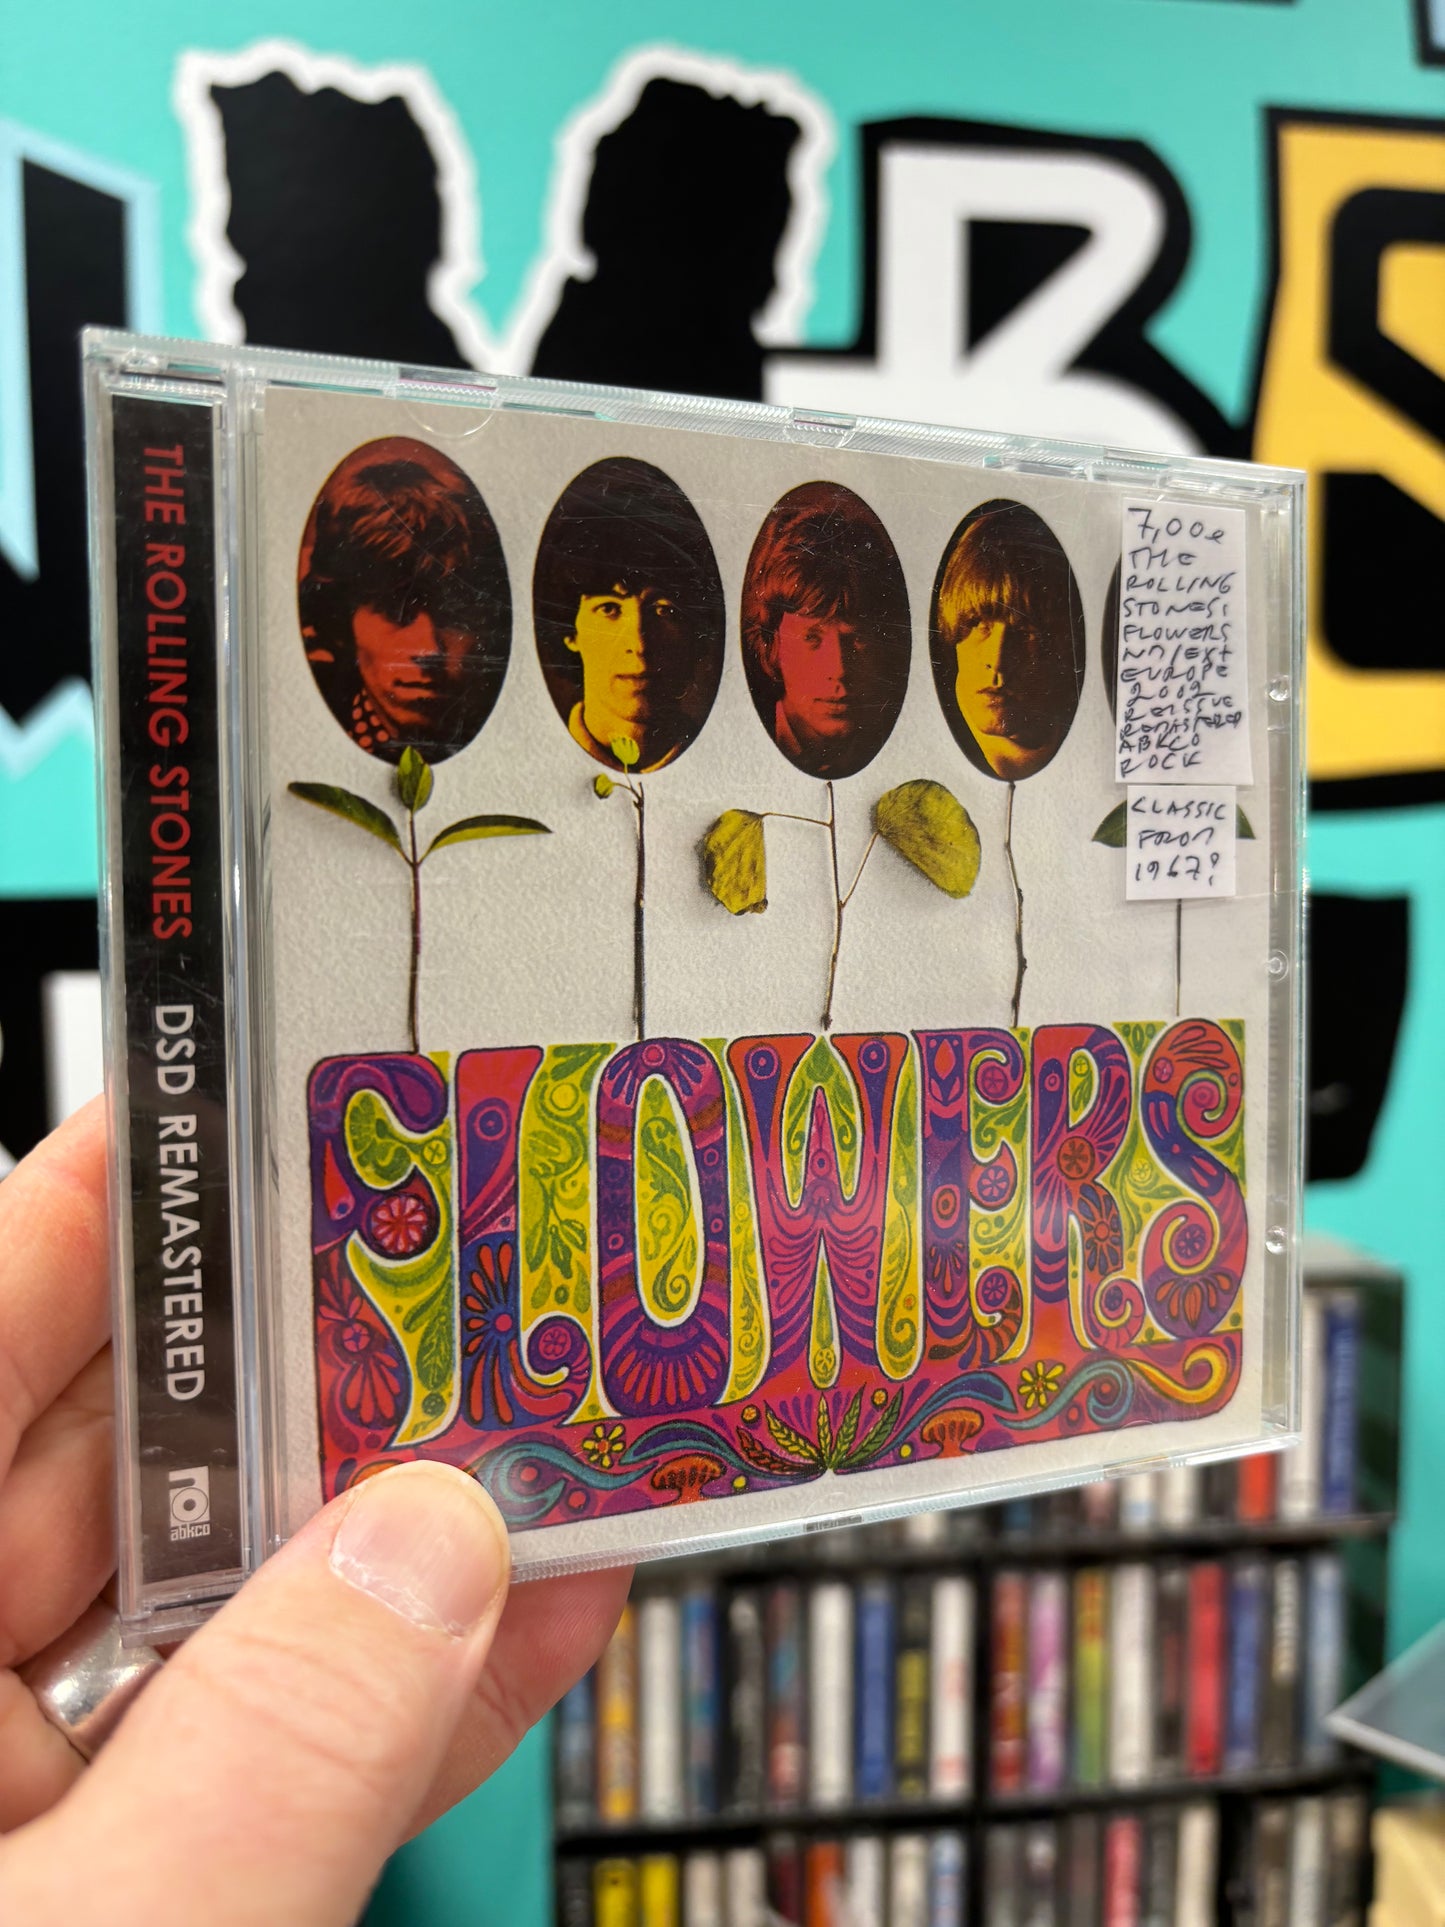 THE ROLLING STONES - DSD REMASTERED
abkco
7,00e
THE
ROLLING
STONES:
FLOWERS
NM/EX+
EUROPE
2002
REISSUE
REMASTERED
ABKCO
ROCK
CLASSIC
FROM
1967!
FLOWERS